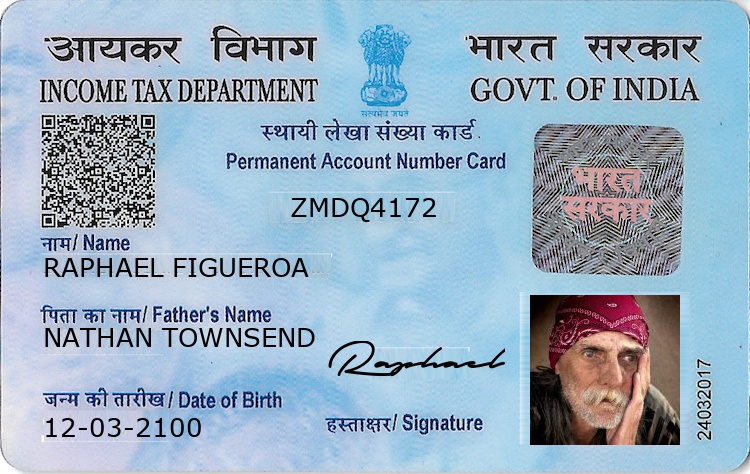 आयकर विभाग
INCOME TAX DEPARTMENT
भारत सरकार
GOVT. OF INDIA
सत्यमेव जयते
स्थायी लेखा संख्या कार्ड
Permanent Account Number Card
ZMDQ4172
भारत
सरकार
नाम/ Name
RAPHAEL FIGUEROA
पिता का नाम/ Father's Name
NATHAN TOWNSEND
Raphael
जन्म की तारीख/ Date of Birth
12-03-2100
हस्ताक्षर/ Signature
24032017